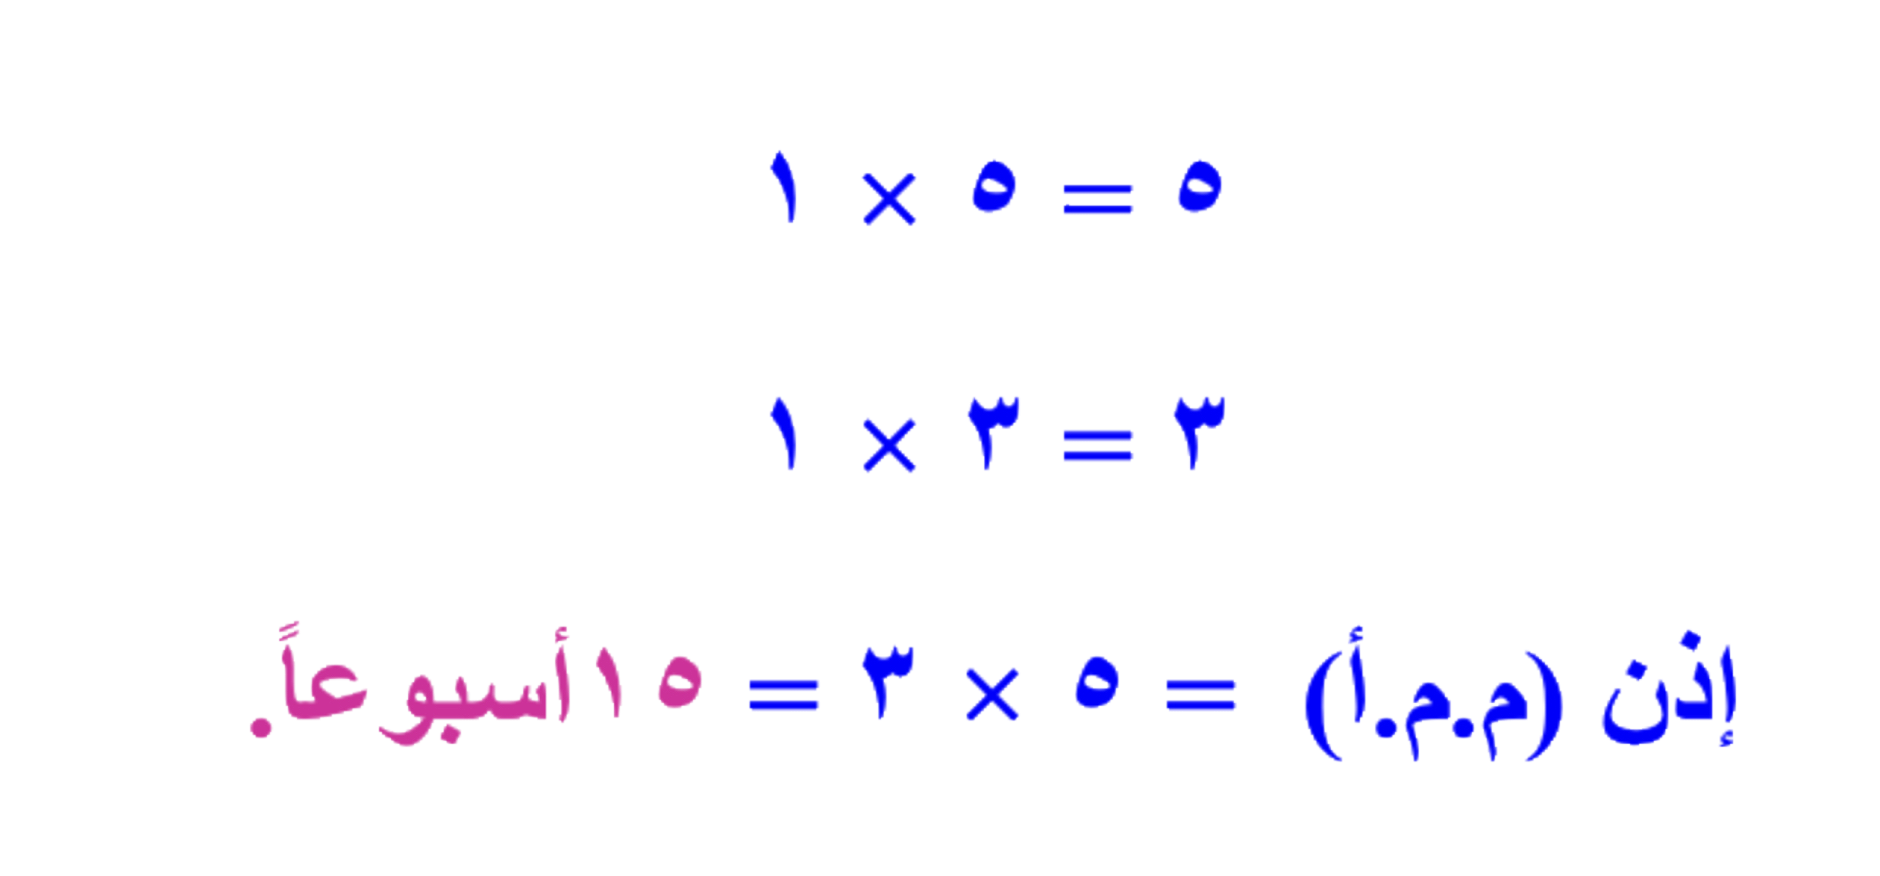 ٥ = ٥ × ١
٣ = ٣ × ١
إذن (م.م.أ) = ٥ × ٣ = ١٥ أسبوعاً.